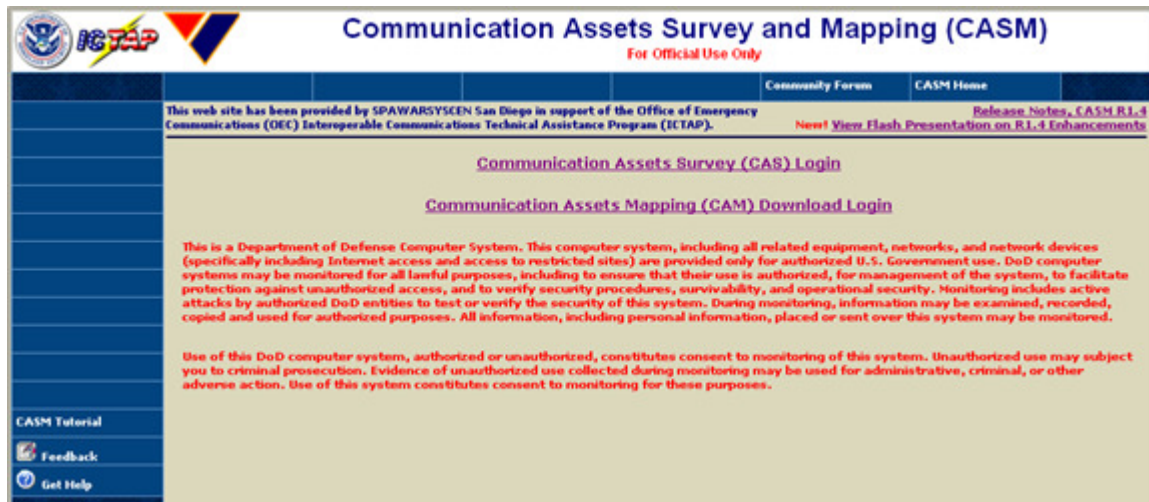 ICTAP
Communication Assets Survey and Mapping (CASM)
For Official Use Only
Community Forum
CASM Home
This web site has been provided by SPAWARSYSCEN San Diego in support of the Office of Emergency
Communications (OEC) Interoperable Communications Technical Assistance Program (ICTAP).
Release Notes, CASM R1.4
New! View Flash Presentation on R1.4 Enhancements
Communication Assets Survey (CAS) Login
Communication Assets Mapping (CAM) Download Login
This is a Department of Defense Computer System. This computer system, including all related equipment, networks, and network devices
(specifically including Internet access and access to restricted sites) are provided only for authorized U.S. Government use. DoD computer
systems may be monitored for all lawful purposes, including to ensure that their use is authorized, for management of the system, to facilitate
protection against unauthorized access, and to verify security procedures, survivability, and operational security. Monitoring includes active
attacks by authorized DoD entities to test or verify the security of this system. During monitoring, information may be examined, recorded,
copied and used for authorized purposes. All information, including personal information, placed or sent over this system may be monitored.
Use of this DoD computer system, authorized or unauthorized, constitutes consent to monitoring of this system. Unauthorized use may subject
you to criminal prosecution. Evidence of unauthorized use collected during monitoring may be used for administrative, criminal, or other
adverse action. Use of this system constitutes consent to monitoring for these purposes.
CASM Tutorial
Feedback
Get Help